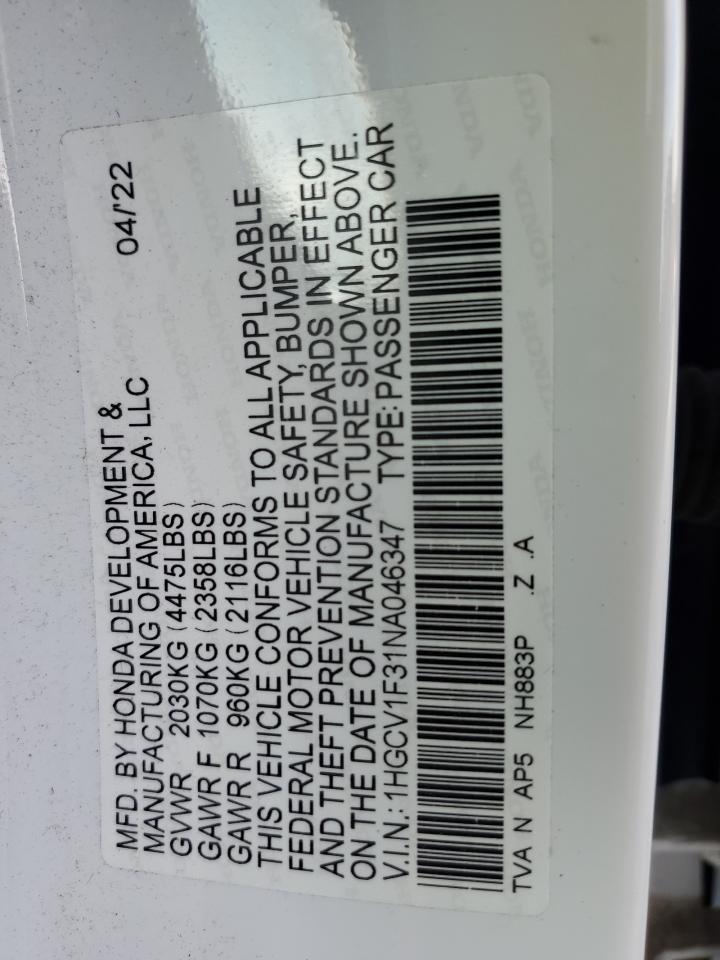 MFD. BY HONDA DEVELOPMENT &
MANUFACTURING OF AMERICA, LLC 04/'22
GVWR 2030KG (4475LBS)
GAWR F 1070KG (2358LBS)
GAWR R 960KG (2116LBS)
THIS VEHICLE CONFORMS TO ALL APPLICABLE
FEDERAL MOTOR VEHICLE SAFETY, BUMPER,
AND THEFT PREVENTION STANDARDS IN EFFECT
ON THE DATE OF MANUFACTURE SHOWN ABOVE.
V.I.N.: 1HGCV1F31NA046347 TYPE: PASSENGER CAR
TVA N AP5 NH883P .Z .A